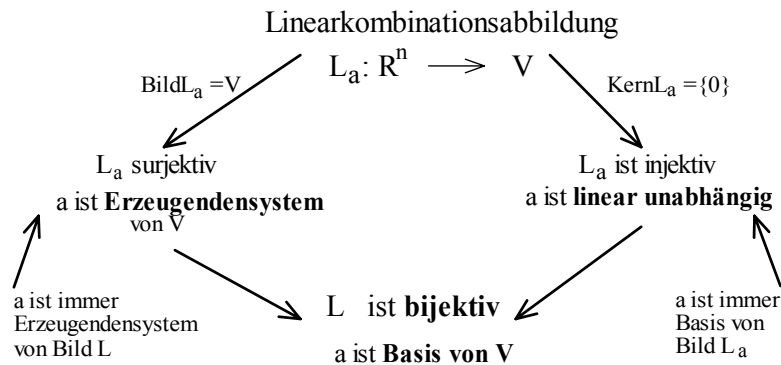 Linearkombinationsabbildung
Lₐ: Rⁿ → V
BildLₐ =V
KernLₐ ={0}
Lₐ surjektiv
a ist Erzeugendensystem
von V
Lₐ ist injektiv
a ist linear unabhängig
a ist immer
Erzeugendensystem
von Bild L
L ist bijektiv
a ist Basis von V
a ist immer
Basis von
Bild Lₐ